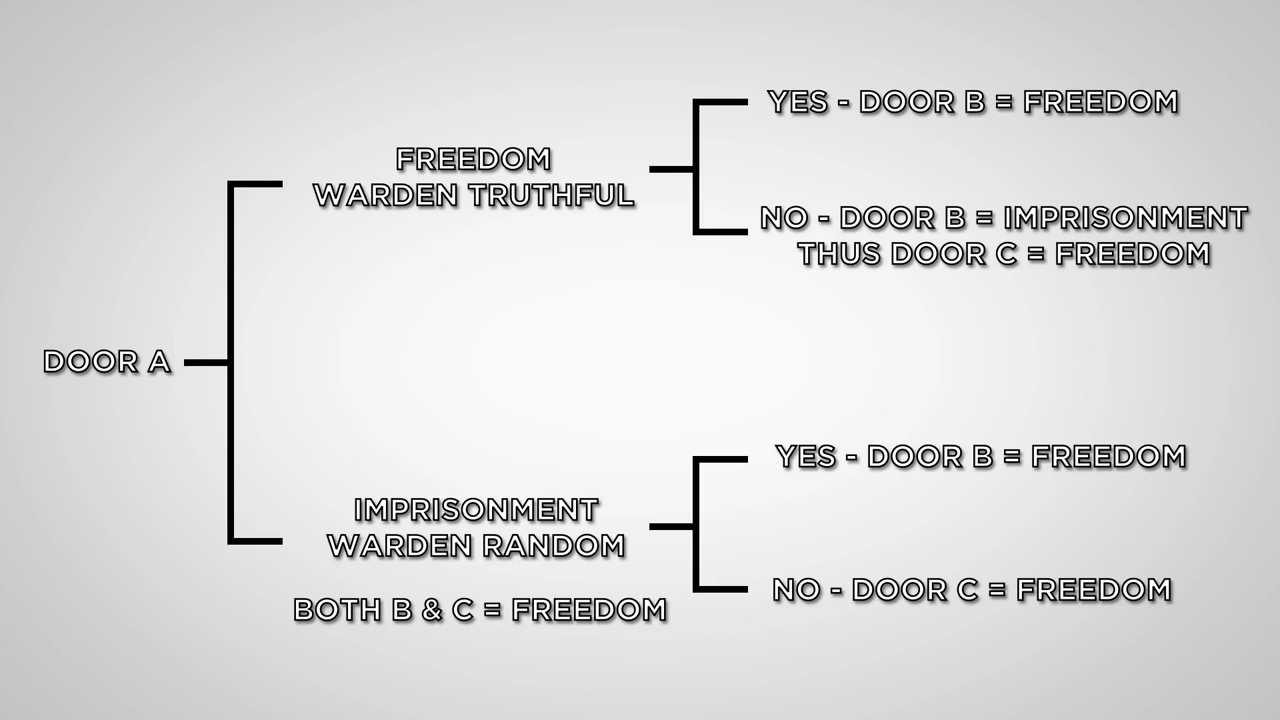 YES - DOOR B = FREEDOM
FREEDOM
WARDEN TRUTHFUL
NO - DOOR B = IMPRISONMENT
THUS DOOR C = FREEDOM
DOOR A
YES - DOOR B = FREEDOM
IMPRISONMENT
WARDEN RANDOM
NO - DOOR C = FREEDOM
BOTH B & C = FREEDOM